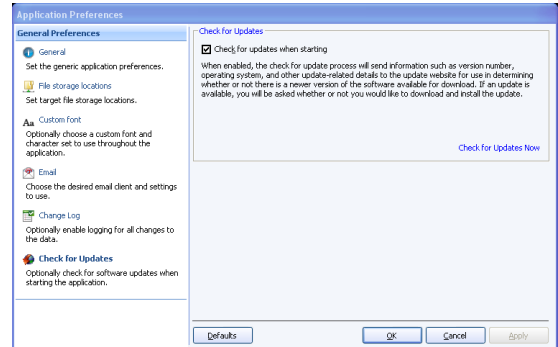 Application Preferences
General Preferences
General
Set the generic application preferences.
File storage locations
Set target file storage locations.
Aa Custom font
Optionally choose a custom font and
character set to use throughout the
application.
Email
Choose the desired email client and settings
to use.
Change Log
Optionally enable logging for all changes to
the data.
Check for Updates
Optionally check for software updates when
starting the application.
Check for Updates
Check for updates when starting
When enabled, the check for update process will send information such as version number,
operating system, and other update-related details to the update website for use in determining
whether or not there is a newer version of the software available for download. If an update is
available, you will be asked whether or not you would like to download and install the update.
Check for Updates Now
Defaults
OK
Cancel
Apply